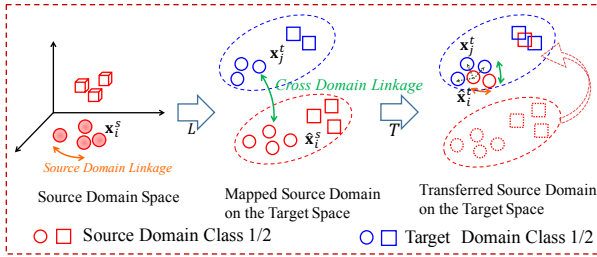 x_j^t
x_j^t
Cross Domain Linkage
x_i^s
L
x̂_i^s
T
x̂_i^t
Source Domain Linkage
Source Domain Space
Mapped Source Domain
on the Target Space
Transferred Source Domain
on the Target Space
Source Domain Class 1/2
Target Domain Class 1/2